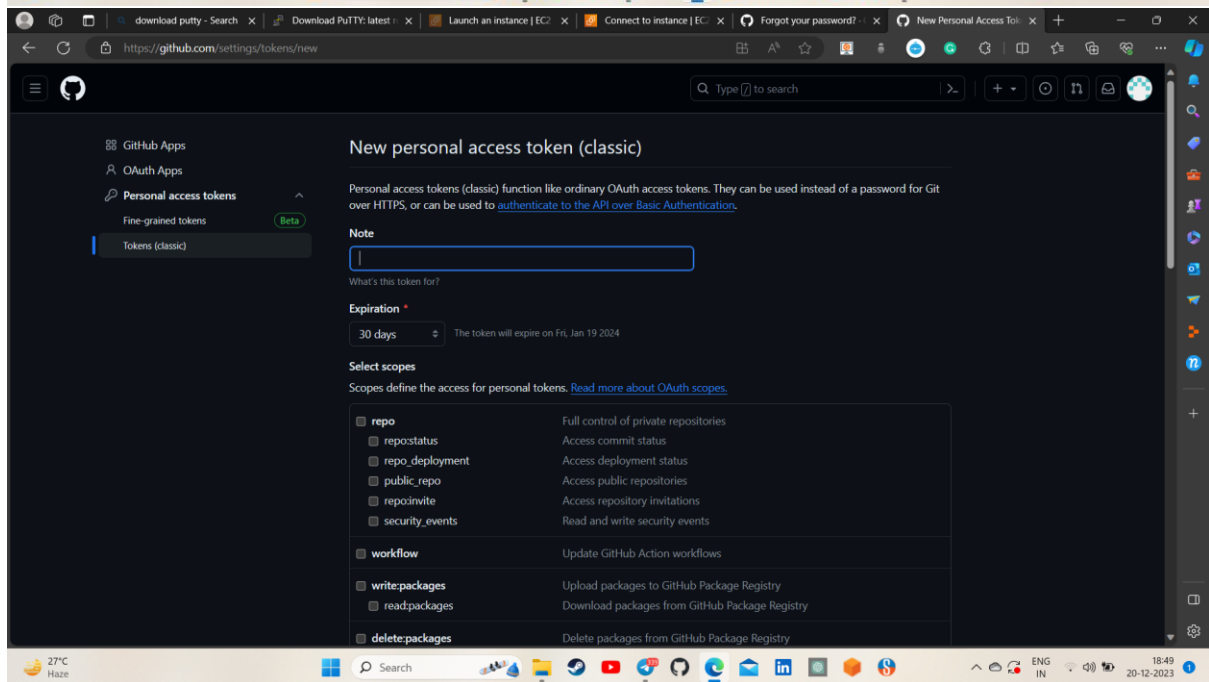 download putty - Search
Download PuTTY: latest r
Launch an instance | EC2
Connect to instance | EC2
Forgot your password? · G
New Personal Access Tok
https://github.com/settings/tokens/new
Type / to search
GitHub Apps
OAuth Apps
Personal access tokens
Fine-grained tokens
Beta
Tokens (classic)
New personal access token (classic)
Personal access tokens (classic) function like ordinary OAuth access tokens. They can be used instead of a password for Git
over HTTPS, or can be used to authenticate to the API over Basic Authentication.
Note
What's this token for?
Expiration *
30 days
The token will expire on Fri, Jan 19 2024
Select scopes
Scopes define the access for personal tokens. Read more about OAuth scopes.
repo Full control of private repositories
repo:status Access commit status
repo_deployment Access deployment status
public_repo Access public repositories
repo:invite Access repository invitations
security_events Read and write security events
workflow Update GitHub Action workflows
write:packages Upload packages to GitHub Package Registry
read:packages Download packages from GitHub Package Registry
delete:packages Delete packages from GitHub Package Registry
27°C
Haze
Search
ENG
IN
18:49
20-12-2023
1